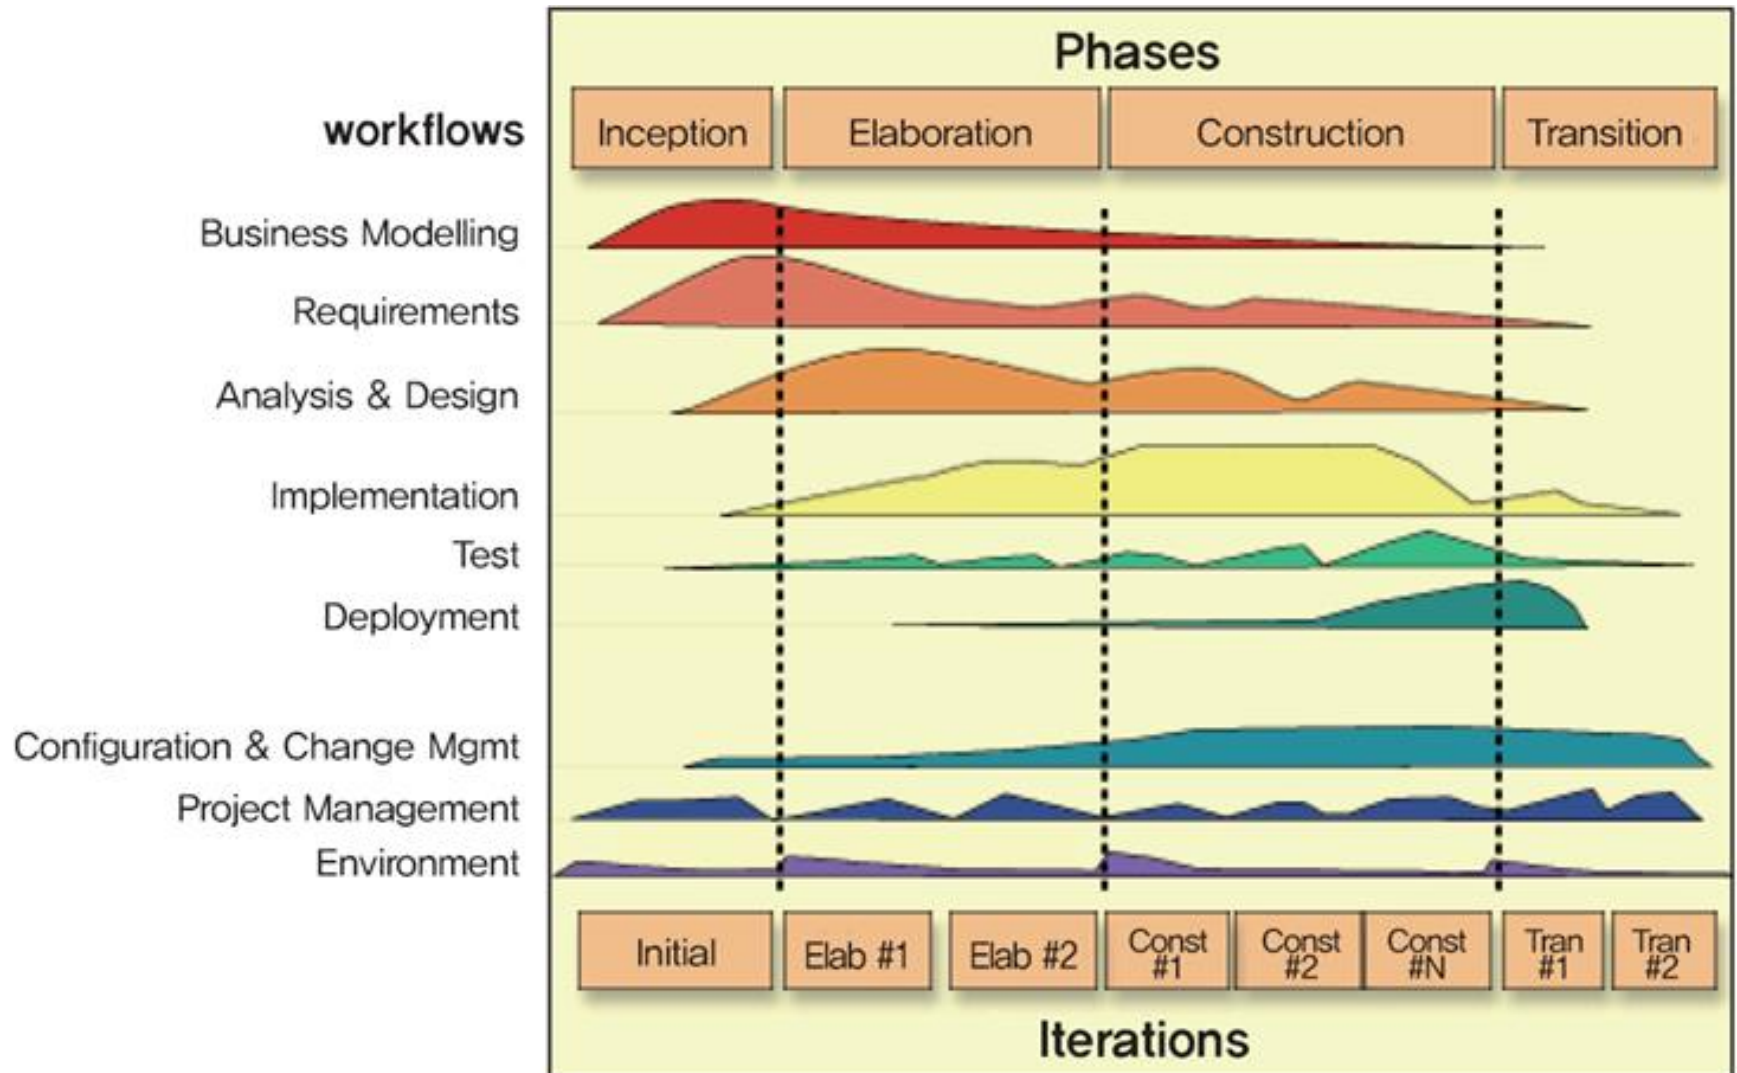 Phases
workflows
Inception
Elaboration
Construction
Transition
Business Modelling
Requirements
Analysis & Design
Implementation
Test
Deployment
Configuration & Change Mgmt
Project Management
Environment
Initial
Elab #1
Elab #2
Const
#1
Const
#2
Const
#N
Tran
#1
Tran
#2
Iterations